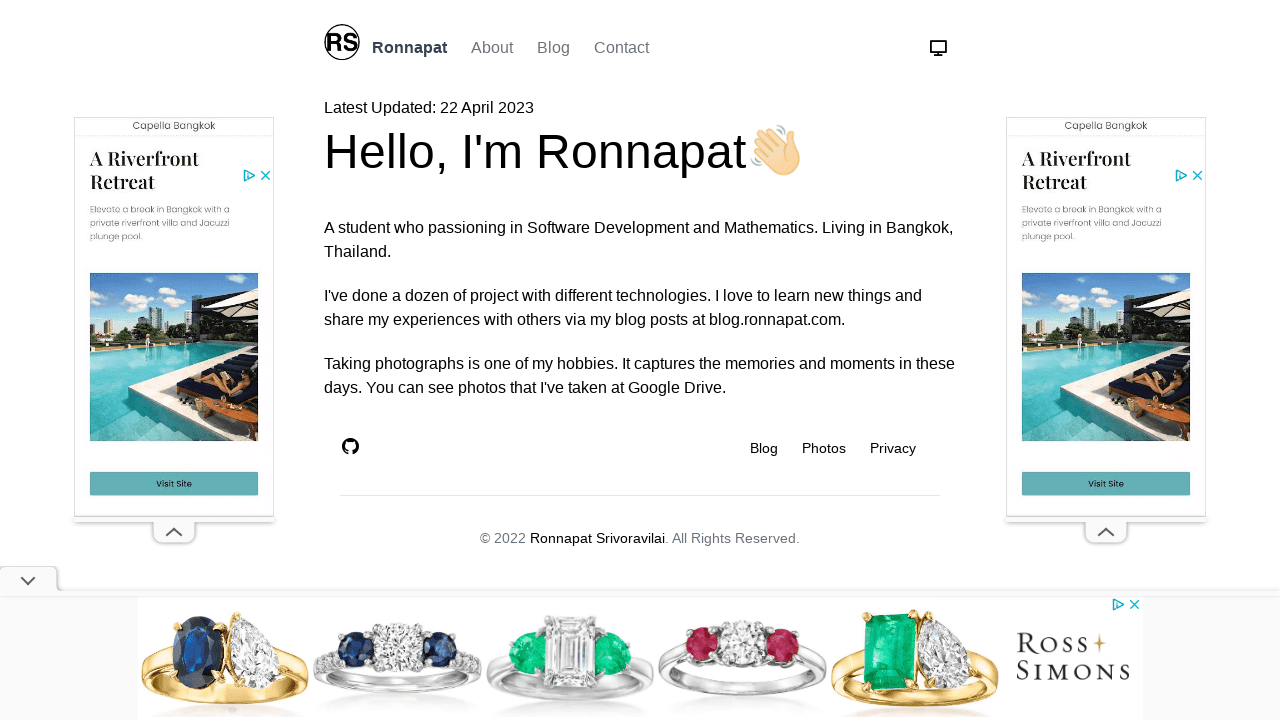 RS Ronnapat About Blog Contact
Latest Updated: 22 April 2023
Hello, I'm Ronnapat👋🏼
A student who passioning in Software Development and Mathematics. Living in Bangkok,
Thailand.
I've done a dozen of project with different technologies. I love to learn new things and
share my experiences with others via my blog posts at blog.ronnapat.com.
Taking photographs is one of my hobbies. It captures the memories and moments in these
days. You can see photos that I've taken at Google Drive.
Blog Photos Privacy
© 2022 Ronnapat Srivoravilai. All Rights Reserved.
Capella Bangkok
A Riverfront
Retreat
Elevate a break in Bangkok with a
private riverfront villa and Jacuzzi
plunge pool.
Visit Site
Capella Bangkok
A Riverfront
Retreat
Elevate a break in Bangkok with a
private riverfront villa and Jacuzzi
plunge pool.
Visit Site
ROSS
SIMONS